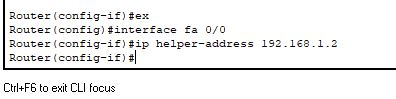 Router(config-if)#ex
Router(config)#interface fa 0/0
Router(config-if)#ip helper-address 192.168.1.2
Router(config-if)#
Ctrl+F6 to exit CLI focus